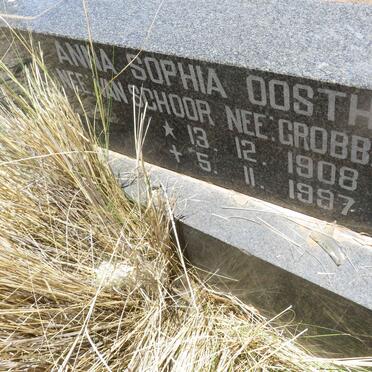 ANNA SOPHIA OOSTH
NEE VAN SCHOOR NEE GROBB
* 13. 12. 1908
+ 5. 11. 1997.